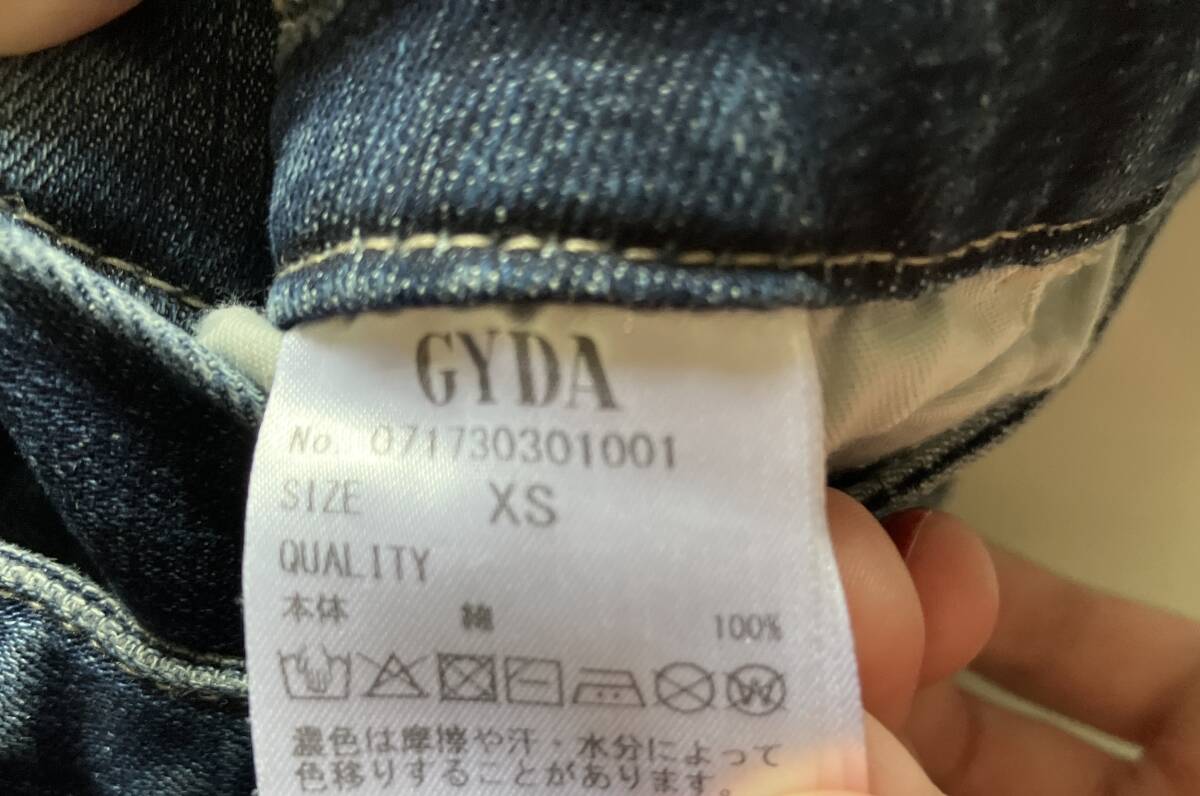 GYDA
No. 071730301001
SIZE XS
QUALITY
本体 綿 100%
W
濃色は摩擦や汗・水分によって
色移りすることがあります。